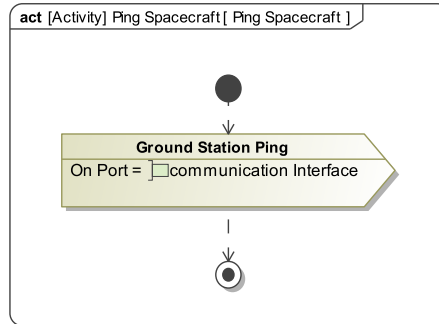 act [Activity] Ping Spacecraft [ Ping Spacecraft ]
Ground Station Ping
On Port = communication Interface